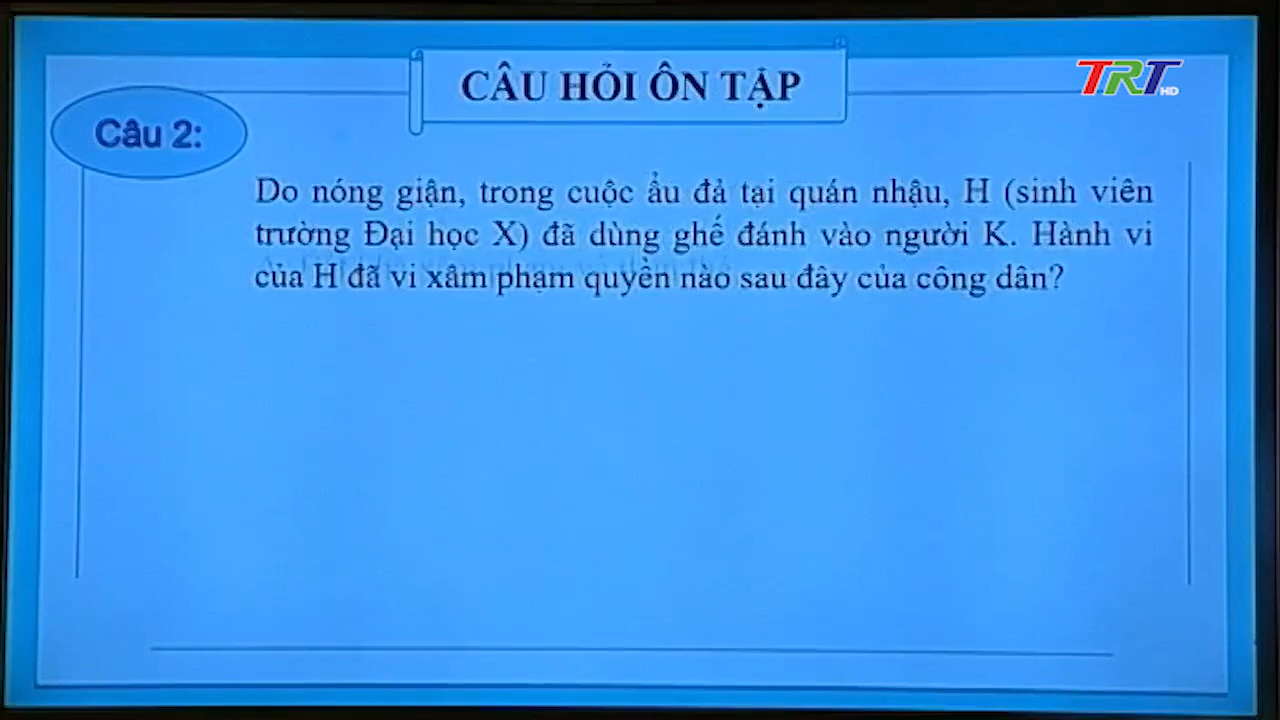 CÂU HỎI ÔN TẬP
TRT HD
Câu 2:
Do nóng giận, trong cuộc ẩu đả tại quán nhậu, H (sinh viên
trường Đại học X) đã dùng ghế đánh vào người K. Hành vi
của H đã vi xâm phạm quyền nào sau đây của công dân?